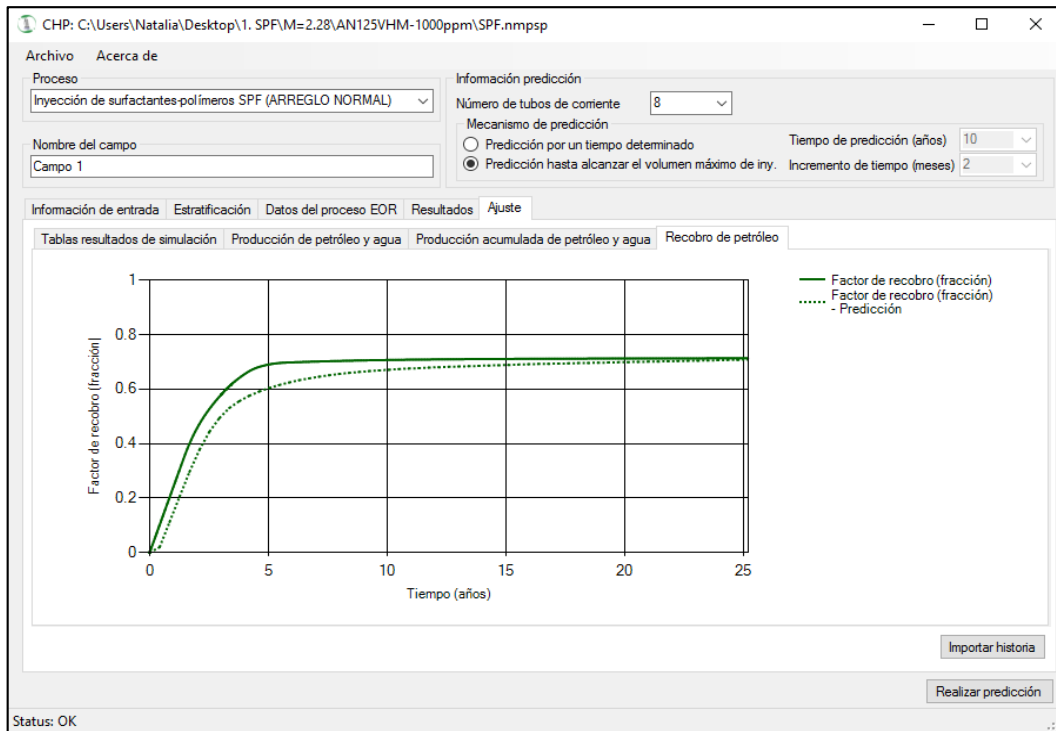 CHP: C:\Users\Natalia\Desktop\1. SPF\M=2.28\AN125VHM-1000ppm\SPF.nmpsp
Archivo Acerca de
Proceso
Inyección de surfactantes-polímeros SPF (ARREGLO NORMAL)
Nombre del campo
Campo 1
Información predicción
Número de tubos de corriente 8
Mecanismo de predicción
Predicción por un tiempo determinado
Predicción hasta alcanzar el volumen máximo de iny.
Tiempo de predicción (años) 10
Incremento de tiempo (meses) 2
Información de entrada Estratificación Datos del proceso EOR Resultados Ajuste
Tablas resultados de simulación Producción de petróleo y agua Producción acumulada de petróleo y agua Recobro de petróleo
Factor de recobro (fracción)
1
0.8
0.6
0.4
0.2
0
0 5 10 15 20 25
Tiempo (años)
Factor de recobro (fracción)
Factor de recobro (fracción)
- Predicción
Importar historia
Realizar predicción
Status: OK